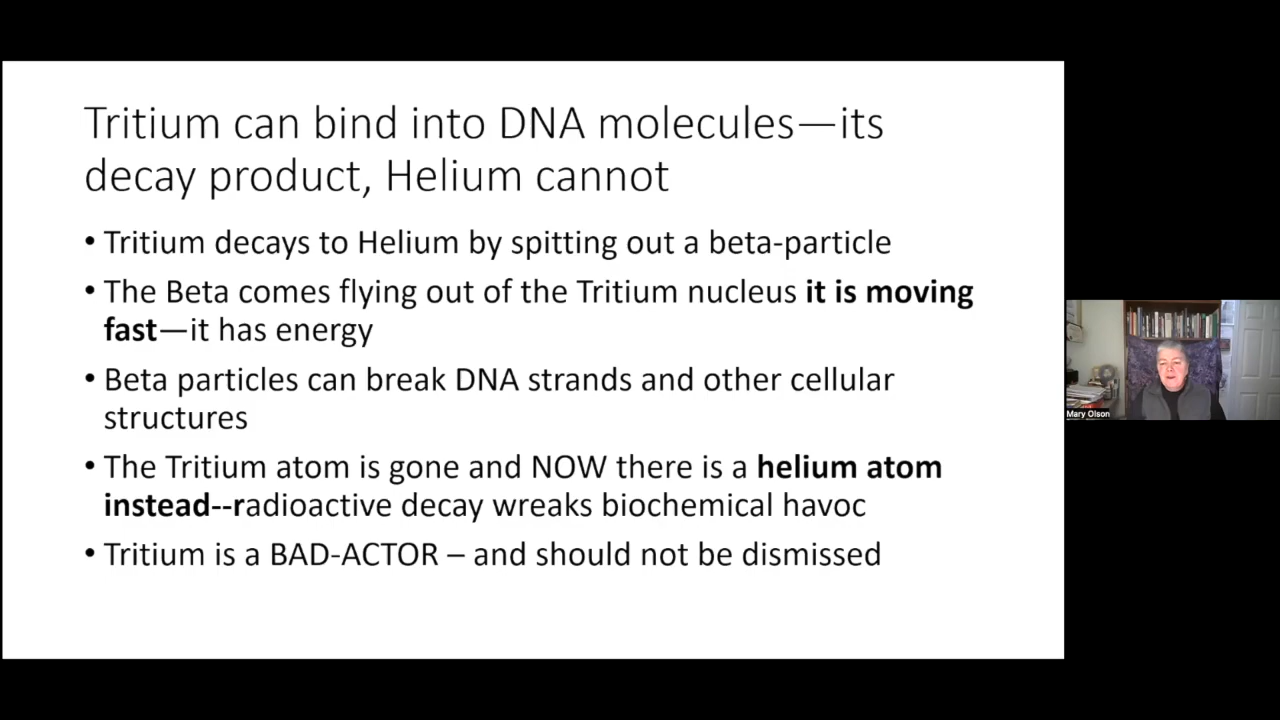 Tritium can bind into DNA molecules—its
decay product, Helium cannot
• Tritium decays to Helium by spitting out a beta-particle
• The Beta comes flying out of the Tritium nucleus it is moving
fast—it has energy
• Beta particles can break DNA strands and other cellular
structures
• The Tritium atom is gone and NOW there is a helium atom
instead--radioactive decay wreaks biochemical havoc
• Tritium is a BAD-ACTOR – and should not be dismissed
Mary Olson